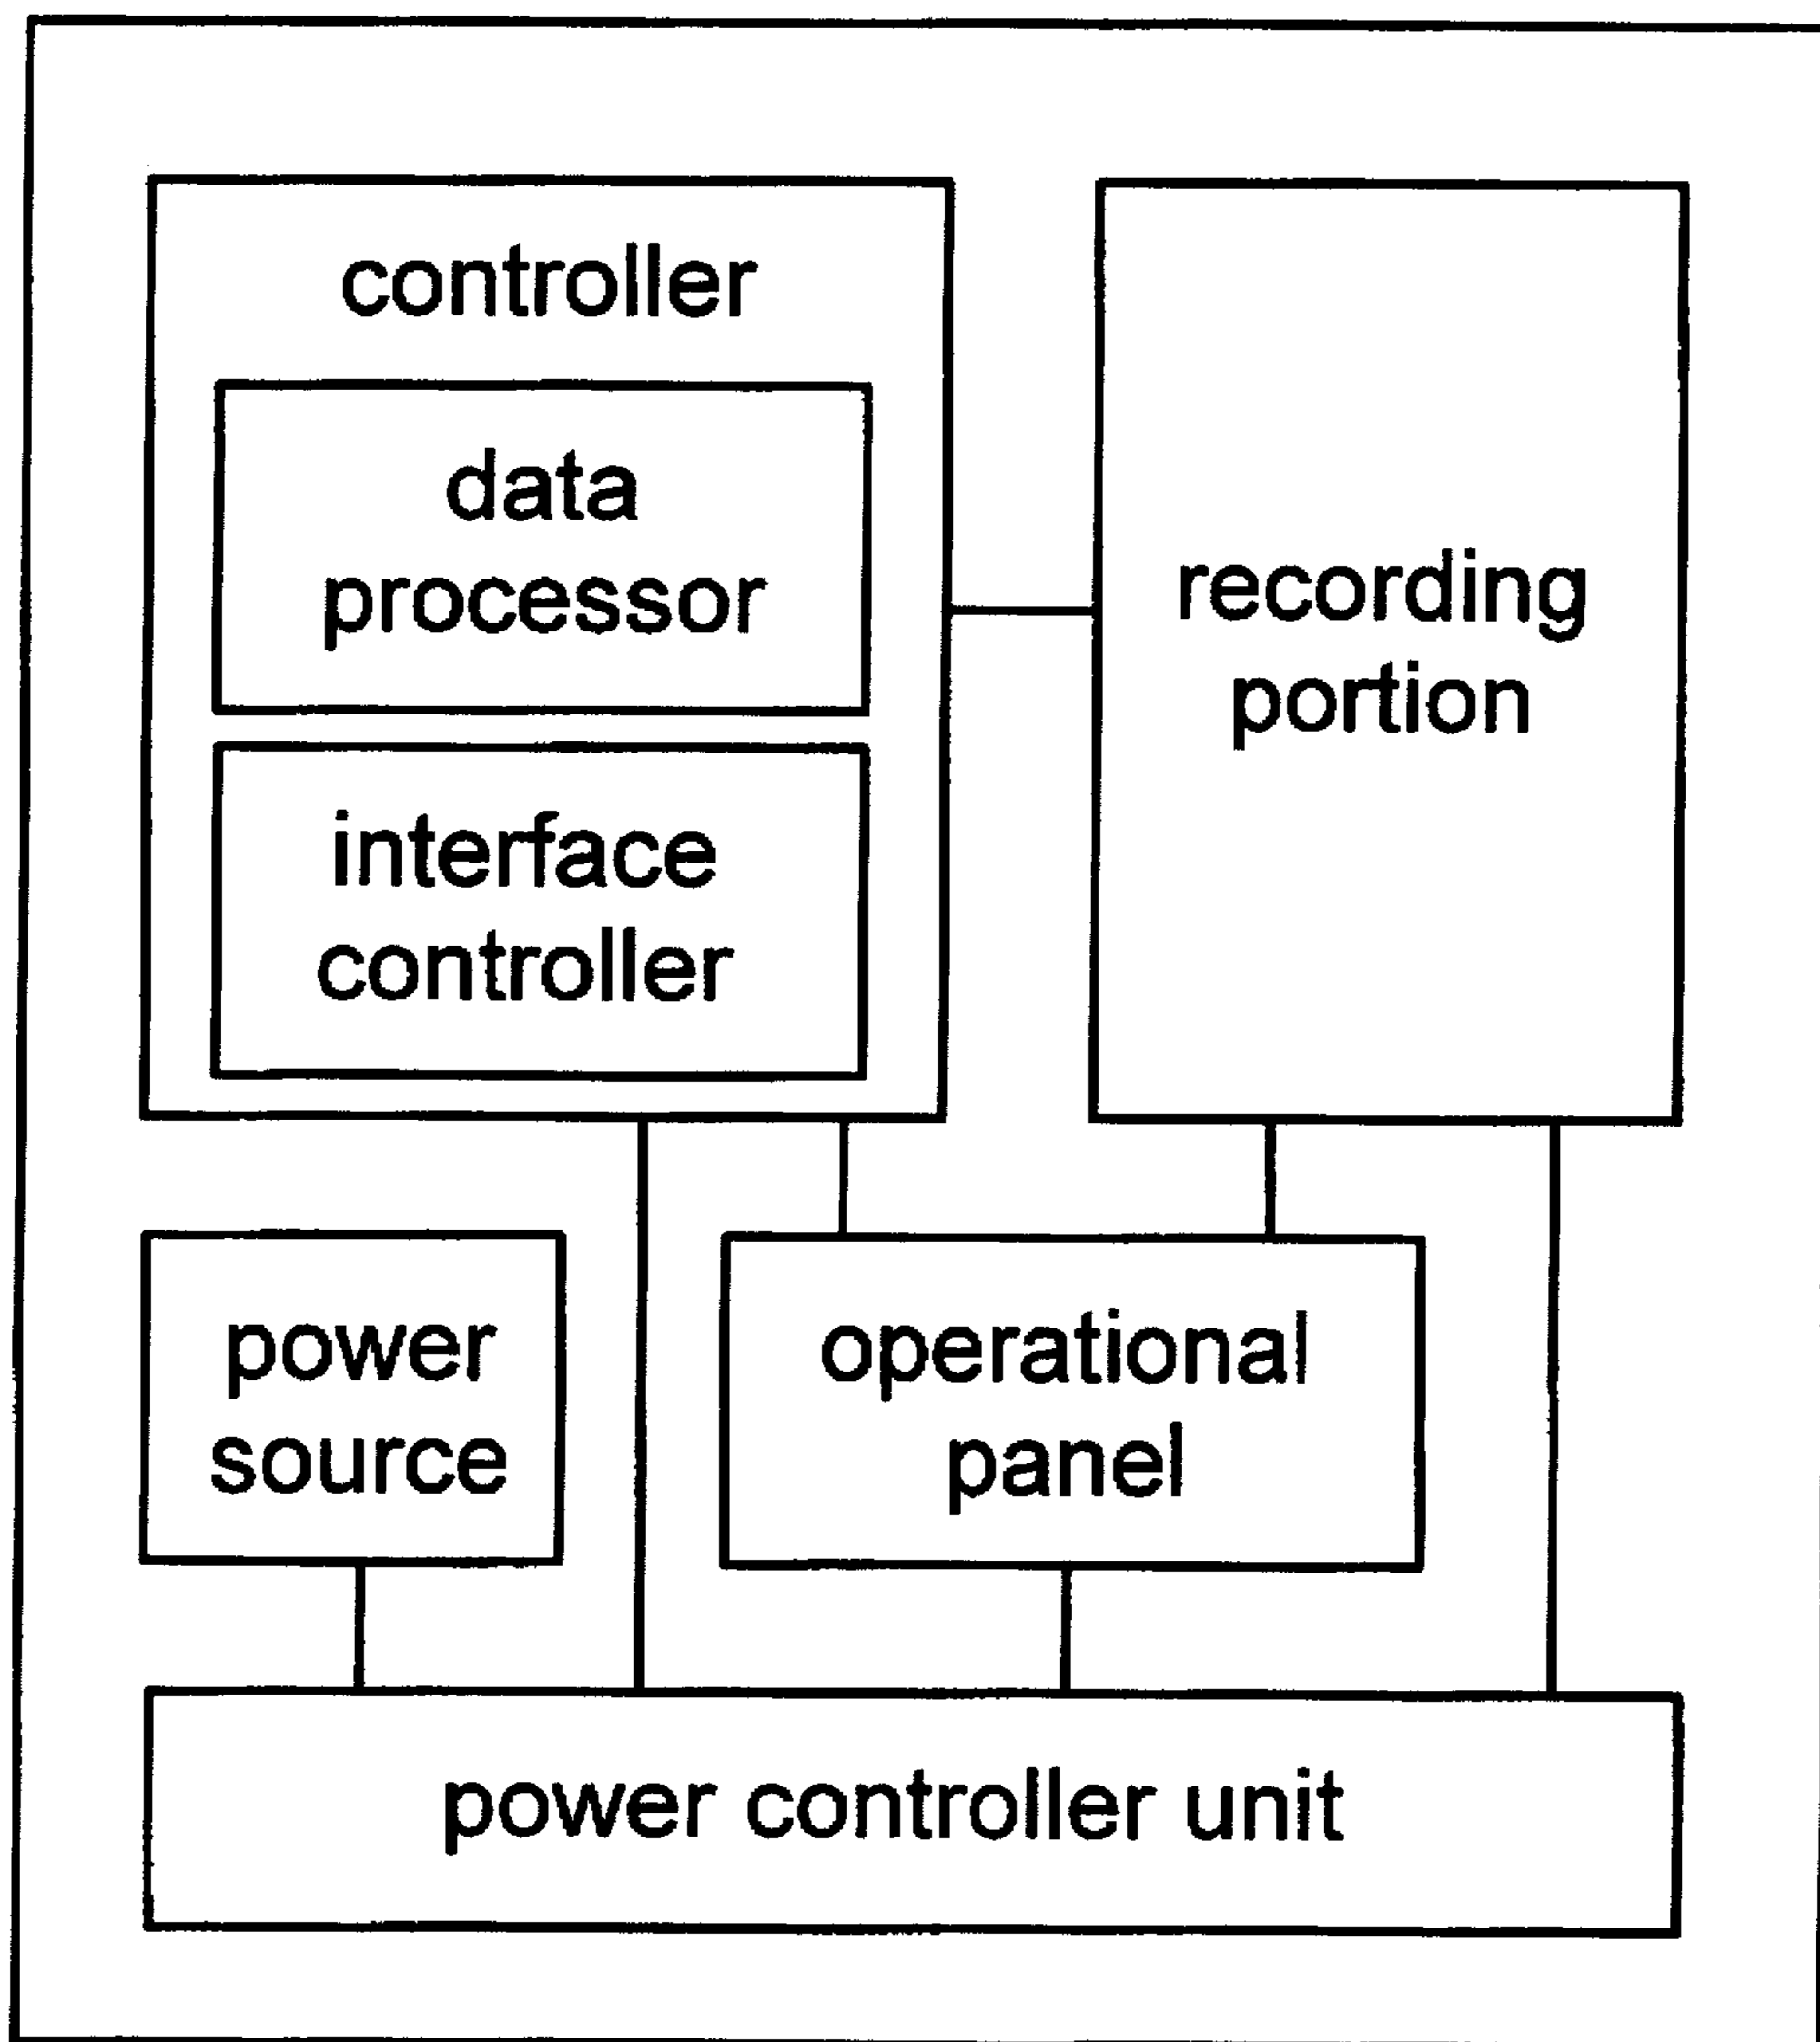 controller
data
processor
interface
controller
recording
portion
power
source
operational
panel
power controller unit